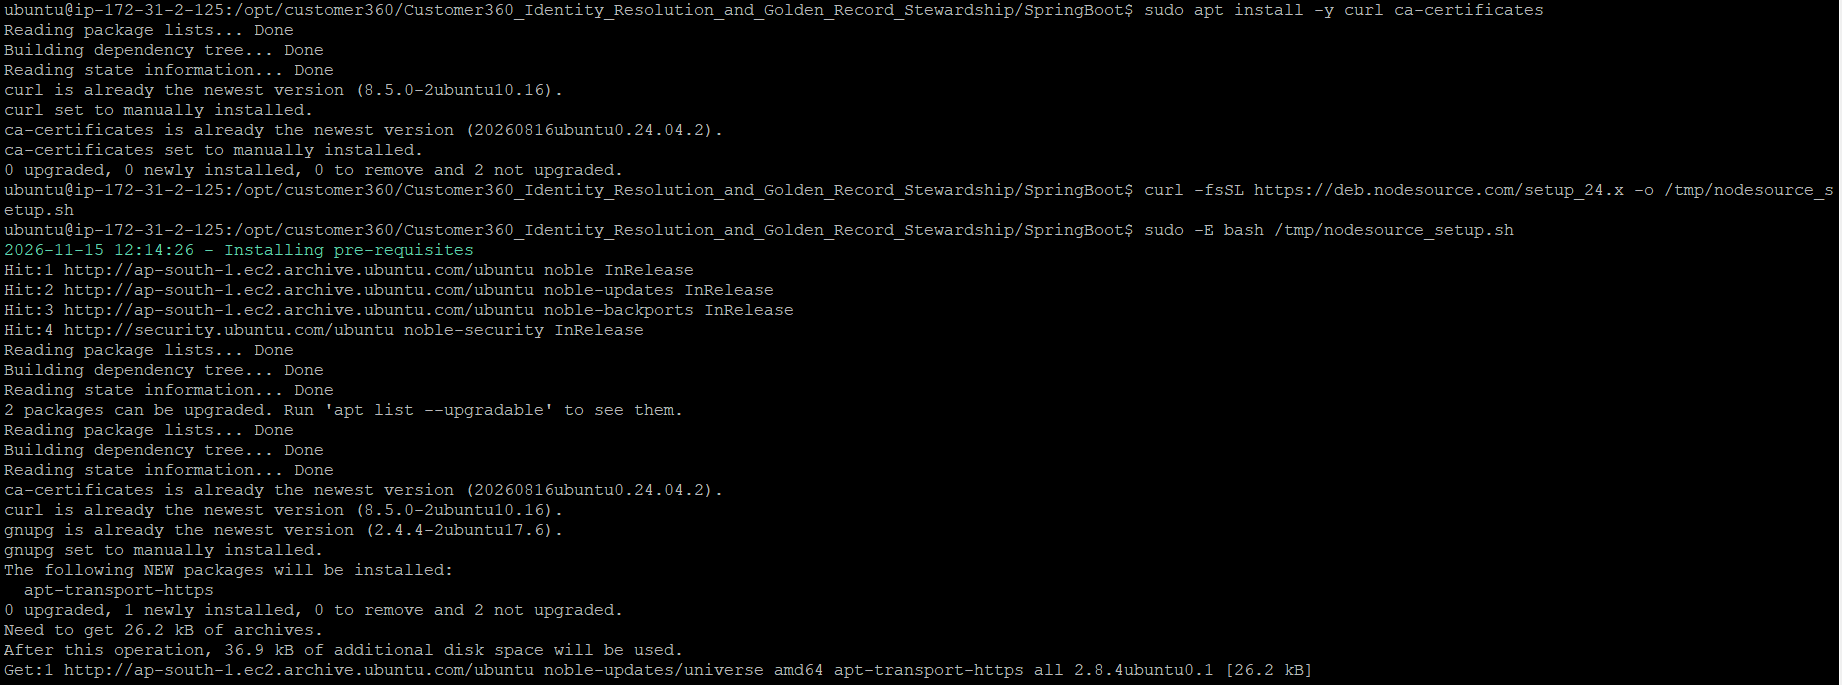 ubuntu@ip-172-31-2-125:/opt/customer360/Customer360_Identity_Resolution_and_Golden_Record_Stewardship/SpringBoot$ sudo apt install -y curl ca-certificates
Reading package lists... Done
Building dependency tree... Done
Reading state information... Done
curl is already the newest version (8.5.0-2ubuntu10.16).
curl set to manually installed.
ca-certificates is already the newest version (20260816ubuntu0.24.04.2).
ca-certificates set to manually installed.
0 upgraded, 0 newly installed, 0 to remove and 2 not upgraded.
ubuntu@ip-172-31-2-125:/opt/customer360/Customer360_Identity_Resolution_and_Golden_Record_Stewardship/SpringBoot$ curl -fsSL https://deb.nodesource.com/setup_24.x -o /tmp/nodesource_s
etup.sh
ubuntu@ip-172-31-2-125:/opt/customer360/Customer360_Identity_Resolution_and_Golden_Record_Stewardship/SpringBoot$ sudo -E bash /tmp/nodesource_setup.sh
2026-11-15 12:14:26 - Installing pre-requisites
Hit:1 http://ap-south-1.ec2.archive.ubuntu.com/ubuntu noble InRelease
Hit:2 http://ap-south-1.ec2.archive.ubuntu.com/ubuntu noble-updates InRelease
Hit:3 http://ap-south-1.ec2.archive.ubuntu.com/ubuntu noble-backports InRelease
Hit:4 http://security.ubuntu.com/ubuntu noble-security InRelease
Reading package lists... Done
Building dependency tree... Done
Reading state information... Done
2 packages can be upgraded. Run 'apt list --upgradable' to see them.
Reading package lists... Done
Building dependency tree... Done
Reading state information... Done
ca-certificates is already the newest version (20260816ubuntu0.24.04.2).
curl is already the newest version (8.5.0-2ubuntu10.16).
gnupg is already the newest version (2.4.4-2ubuntu17.6).
gnupg set to manually installed.
The following NEW packages will be installed:
  apt-transport-https
0 upgraded, 1 newly installed, 0 to remove and 2 not upgraded.
Need to get 26.2 kB of archives.
After this operation, 36.9 kB of additional disk space will be used.
Get:1 http://ap-south-1.ec2.archive.ubuntu.com/ubuntu noble-updates/universe amd64 apt-transport-https all 2.8.4ubuntu0.1 [26.2 kB]